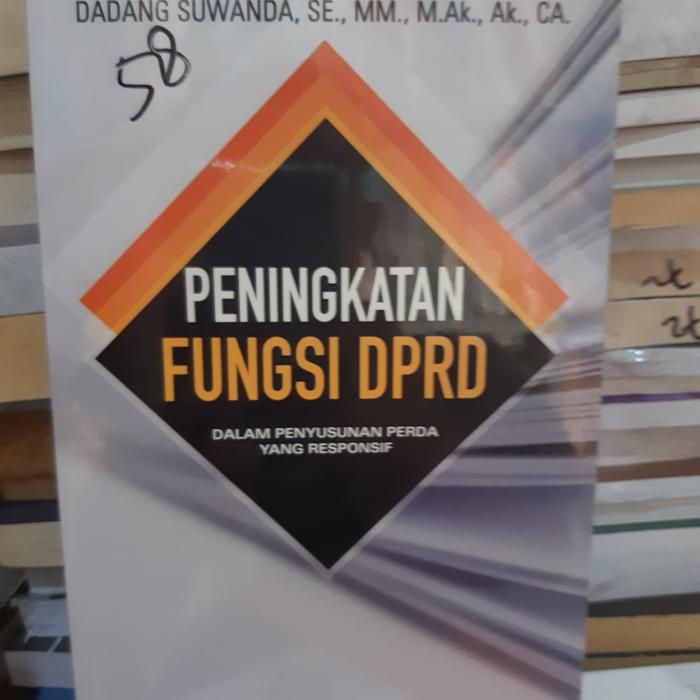 DADANG SUWANDA, SE., MM., M.Ak., Ak., CA.
58
PENINGKATAN
FUNGSI DPRD
DALAM PENYUSUNAN PERDA
YANG RESPONSIF